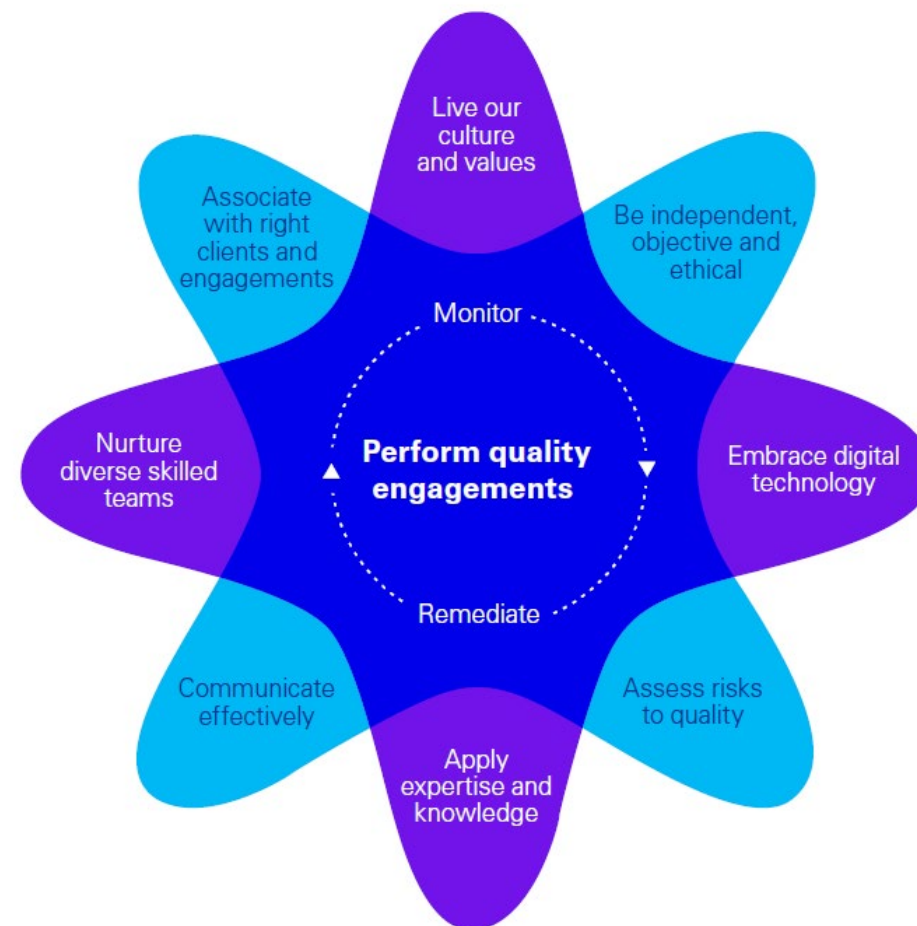 Live our
culture
and values
Be independent,
objective and
ethical
Embrace digital
technology
Assess risks
to quality
Apply
expertise and
knowledge
Communicate
effectively
Nurture
diverse skilled
teams
Associate
with right
clients and
engagements
Monitor
Perform quality
engagements
Remediate